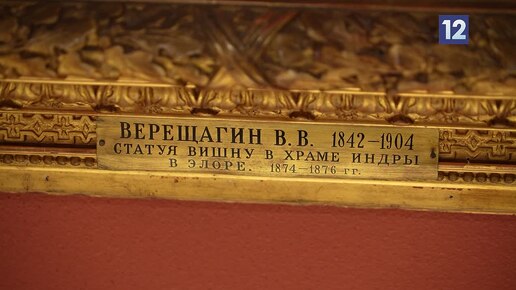 12
ВЕРЕЩАГИН В.В. 1842—1904
СТАТУЯ ВИШНУ В ХРАМЕ ИНДРЫ
В ЭЛОРЕ. 1874—1876 гг.